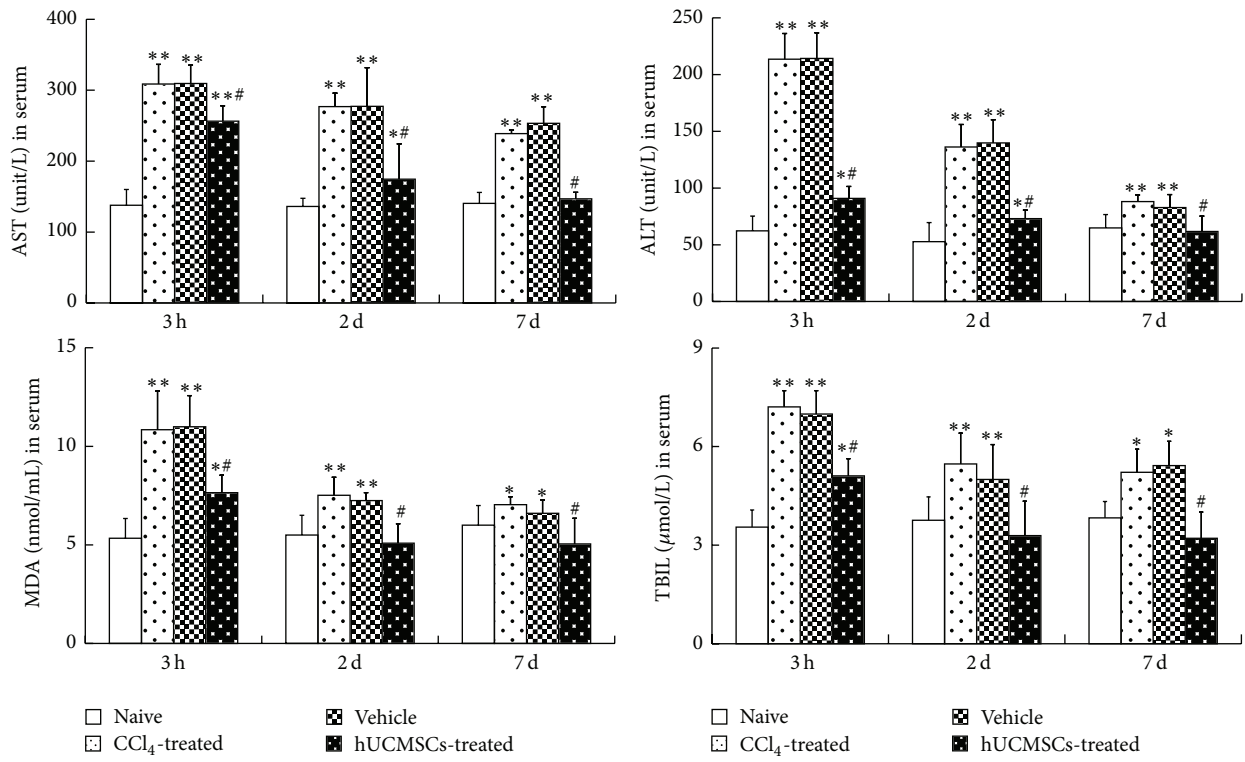 AST (unit/L) in serum
400
300
200
100
0
** ** **#
** ** *#
** ** #
3 h 2 d 7 d
ALT (unit/L) in serum
250
200
150
100
50
0
** ** *#
** ** *#
** ** #
3 h 2 d 7 d
MDA (nmol/mL) in serum
15
10
5
0
** ** *#
** ** #
* * #
3 h 2 d 7 d
TBIL (μmol/L) in serum
9
6
3
0
** ** *#
** ** #
* * #
3 h 2 d 7 d
Naive Vehicle
CCl₄-treated hUCMSCs-treated
Naive Vehicle
CCl₄-treated hUCMSCs-treated